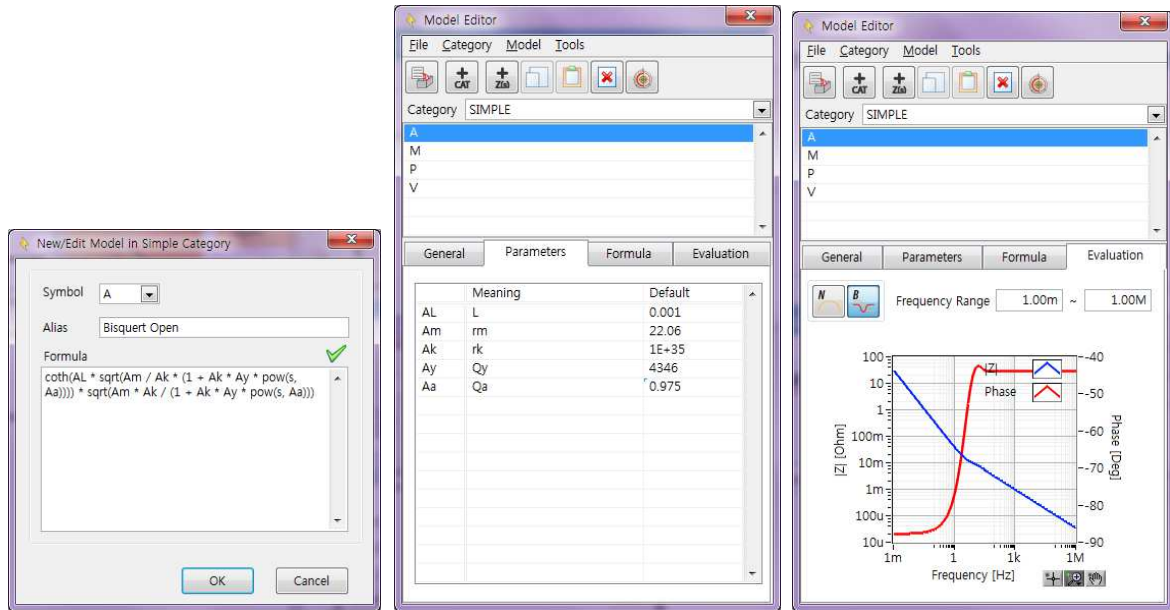 New/Edit Model in Simple Category
Symbol A
Alias Bisquert Open
Formula
coth(AL * sqrt(Am / Ak * (1 + Ak * Ay * pow(s,
Aa)))) * sqrt(Am * Ak / (1 + Ak * Ay * pow(s, Aa)))
OK Cancel
Model Editor
File Category Model Tools
CAT Z(s)
Category SIMPLE
A
M
P
V
General Parameters Formula Evaluation
Meaning Default
AL L 0.001
Am rm 22.06
Ak rk 1E+35
Ay Qy 4346
Aa Qa 0.975
Model Editor
File Category Model Tools
CAT Z(s)
Category SIMPLE
A
M
P
V
General Parameters Formula Evaluation
N B Frequency Range 1.00m ~ 1.00M
|Z|
Phase
|Z| [Ohm]
100
10
1
100m
10m
1m
100u
10u
-40
-50
-60
-70
-80
-90
Phase [Deg]
1m 1 1k 1M
Frequency [Hz]